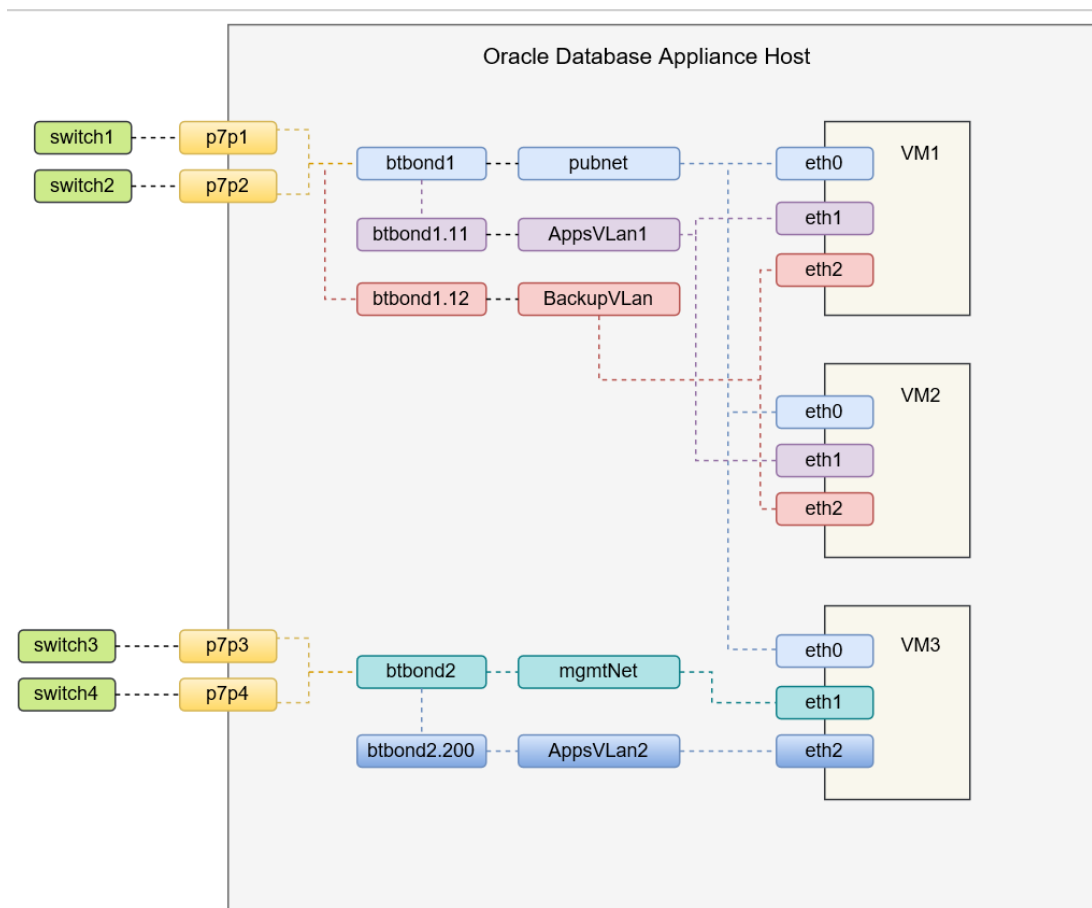 Oracle Database Appliance Host
switch1
p7p1
switch2
p7p2
btbond1
pubnet
btbond1.11
AppsVLan1
btbond1.12
BackupVLan
eth0
VM1
eth1
eth2
eth0
VM2
eth1
eth2
switch3
p7p3
switch4
p7p4
btbond2
mgmtNet
btbond2.200
AppsVLan2
eth0
VM3
eth1
eth2